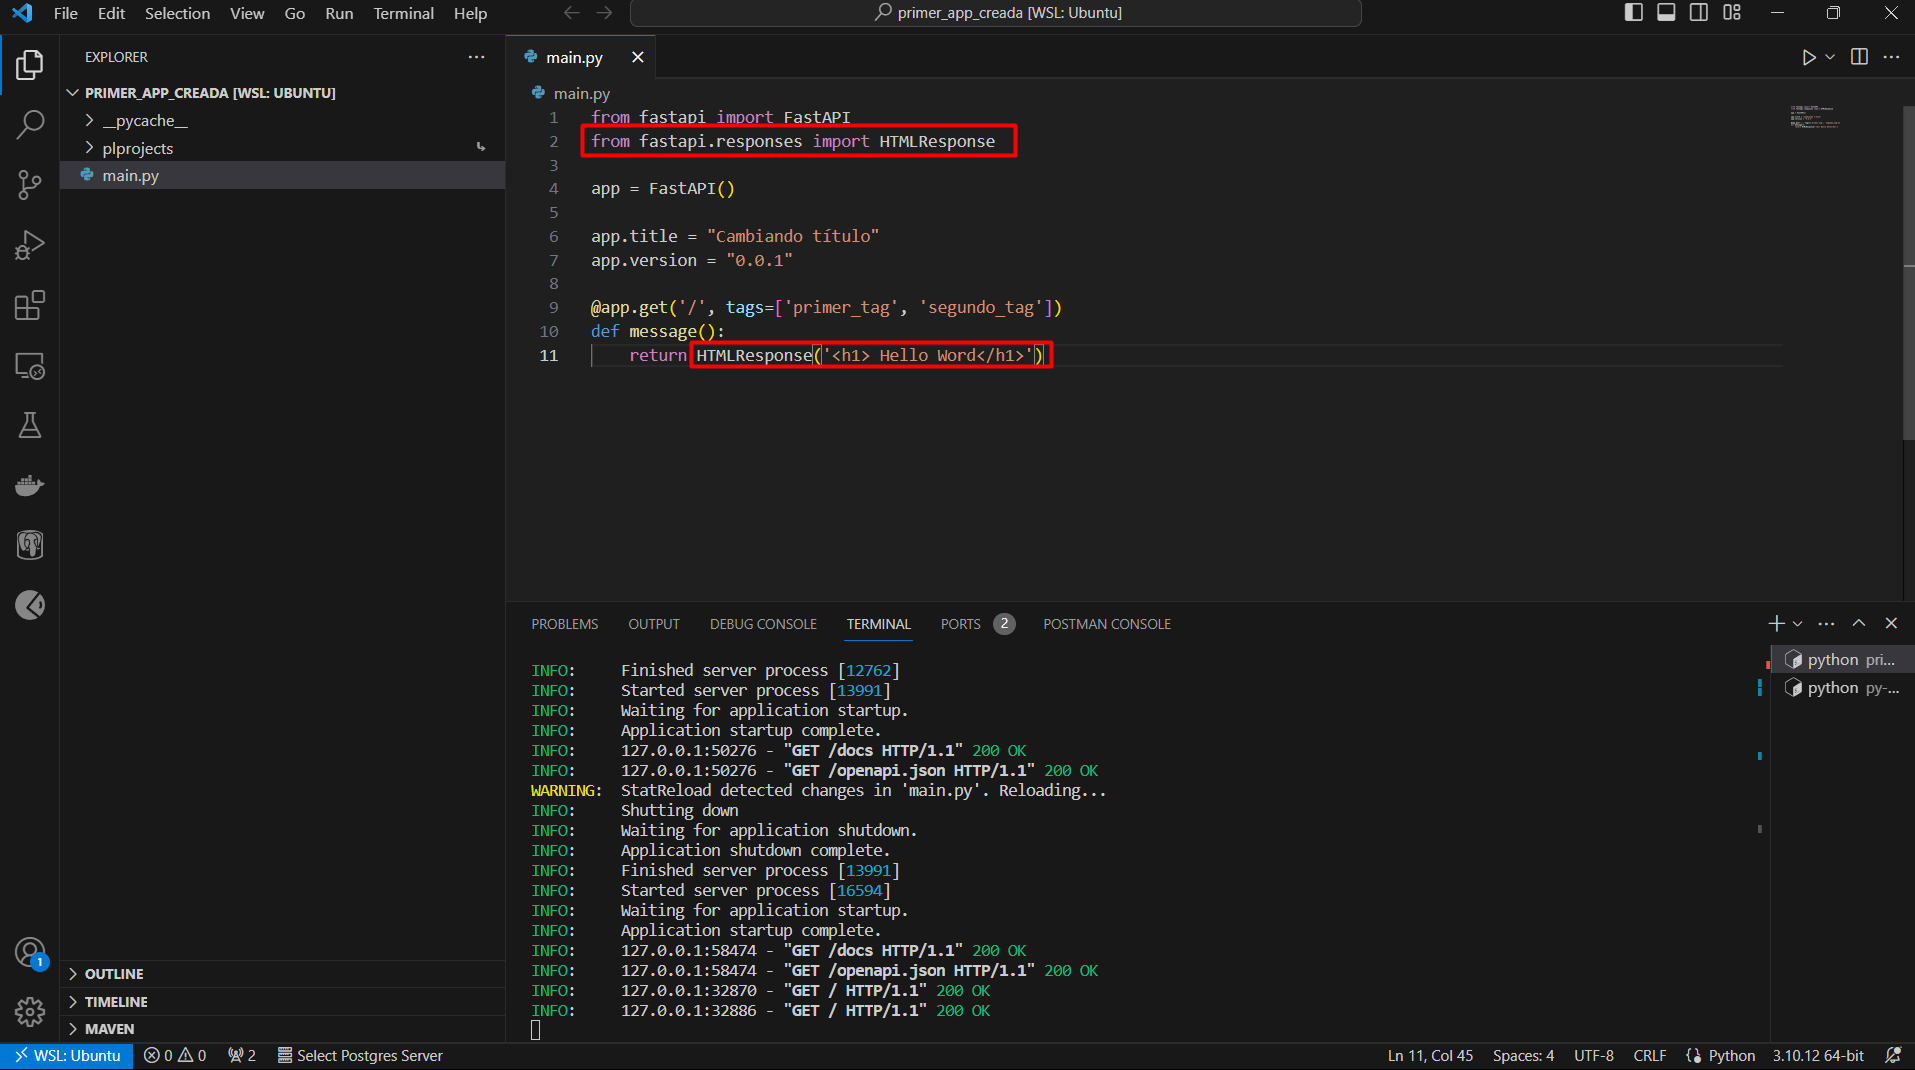 File Edit Selection View Go Run Terminal Help
primer_app_creada [WSL: Ubuntu]
EXPLORER
PRIMER_APP_CREADA [WSL: UBUNTU]
__pycache__
plprojects
main.py
main.py
main.py
1 from fastapi import FastAPI
2 from fastapi.responses import HTMLResponse
3
4 app = FastAPI()
5
6 app.title = "Cambiando título"
7 app.version = "0.0.1"
8
9 @app.get('/', tags=['primer_tag', 'segundo_tag'])
10 def message():
11 return HTMLResponse('<h1> Hello Word</h1>')
PROBLEMS OUTPUT DEBUG CONSOLE TERMINAL PORTS 2 POSTMAN CONSOLE
INFO: Finished server process [12762]
INFO: Started server process [13991]
INFO: Waiting for application startup.
INFO: Application startup complete.
INFO: 127.0.0.1:50276 - "GET /docs HTTP/1.1" 200 OK
INFO: 127.0.0.1:50276 - "GET /openapi.json HTTP/1.1" 200 OK
WARNING: StatReload detected changes in 'main.py'. Reloading...
INFO: Shutting down
INFO: Waiting for application shutdown.
INFO: Application shutdown complete.
INFO: Finished server process [13991]
INFO: Started server process [16594]
INFO: Waiting for application startup.
INFO: Application startup complete.
INFO: 127.0.0.1:58474 - "GET /docs HTTP/1.1" 200 OK
INFO: 127.0.0.1:58474 - "GET /openapi.json HTTP/1.1" 200 OK
INFO: 127.0.0.1:32870 - "GET / HTTP/1.1" 200 OK
INFO: 127.0.0.1:32886 - "GET / HTTP/1.1" 200 OK
python pri...
python py-...
1
OUTLINE
TIMELINE
MAVEN
WSL: Ubuntu 0 0 2 Select Postgres Server Ln 11, Col 45 Spaces: 4 UTF-8 CRLF Python 3.10.12 64-bit